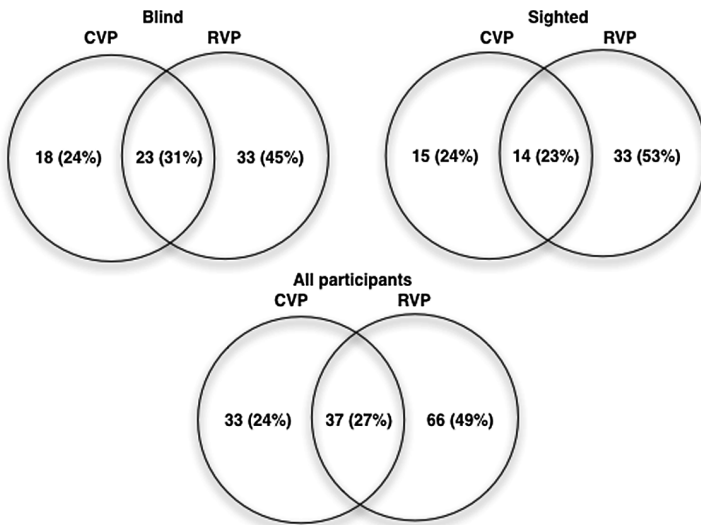 Blind
CVP RVP
18 (24%) 23 (31%) 33 (45%)
Sighted
CVP RVP
15 (24%) 14 (23%) 33 (53%)
All participants
CVP RVP
33 (24%) 37 (27%) 66 (49%)